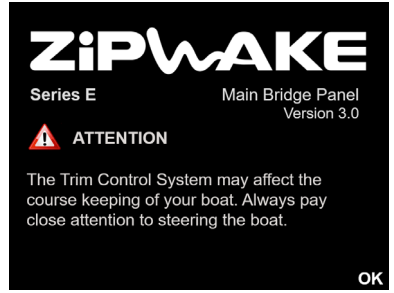 ZiPWAKE
Series E
Main Bridge Panel
Version 3.0
ATTENTION
The Trim Control System may affect the
course keeping of your boat. Always pay
close attention to steering the boat.
OK